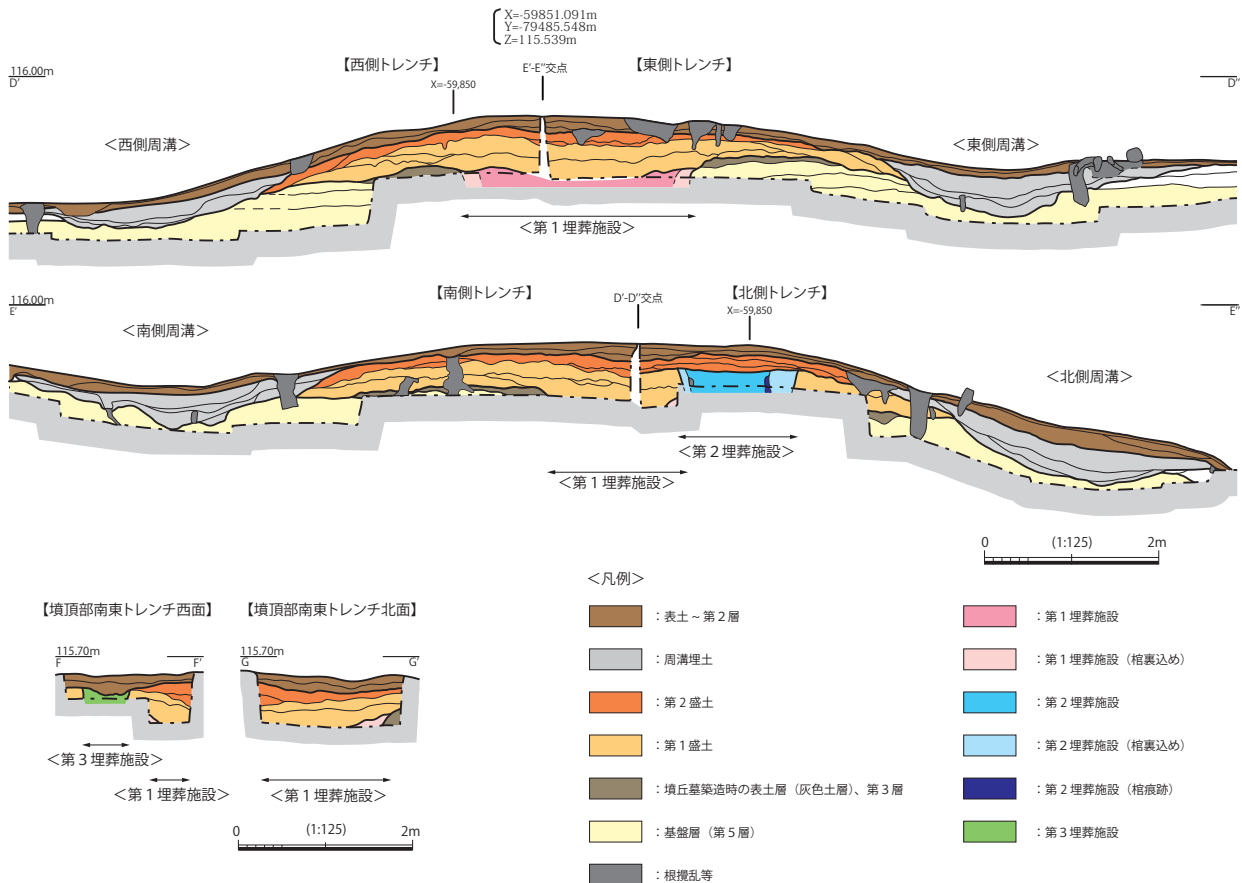 X=-59851.091m
Y=-79485.548m
Z=115.539m
【西側トレンチ】
E'-E''交点
【東側トレンチ】
116.00m
D'
X=-59,850
D''
＜西側周溝＞
＜東側周溝＞
＜第1埋葬施設＞
116.00m
E'
【南側トレンチ】
D'-D''交点
【北側トレンチ】
X=-59,850
E''
＜南側周溝＞
＜北側周溝＞
＜第2埋葬施設＞
＜第1埋葬施設＞
0 (1:125) 2m
【墳頂部南東トレンチ西面】
【墳頂部南東トレンチ北面】
115.70m
F F'
115.70m
G G'
＜第3埋葬施設＞
＜第1埋葬施設＞
＜第1埋葬施設＞
0 (1:125) 2m
＜凡例＞
：表土～第2層
：周溝埋土
：第2盛土
：第1盛土
：墳丘墓築造時の表土層（灰色土層）、第3層
：基盤層（第5層）
：根攪乱等
：第1埋葬施設
：第1埋葬施設（棺裏込め）
：第2埋葬施設
：第2埋葬施設（棺裏込め）
：第2埋葬施設（棺痕跡）
：第3埋葬施設